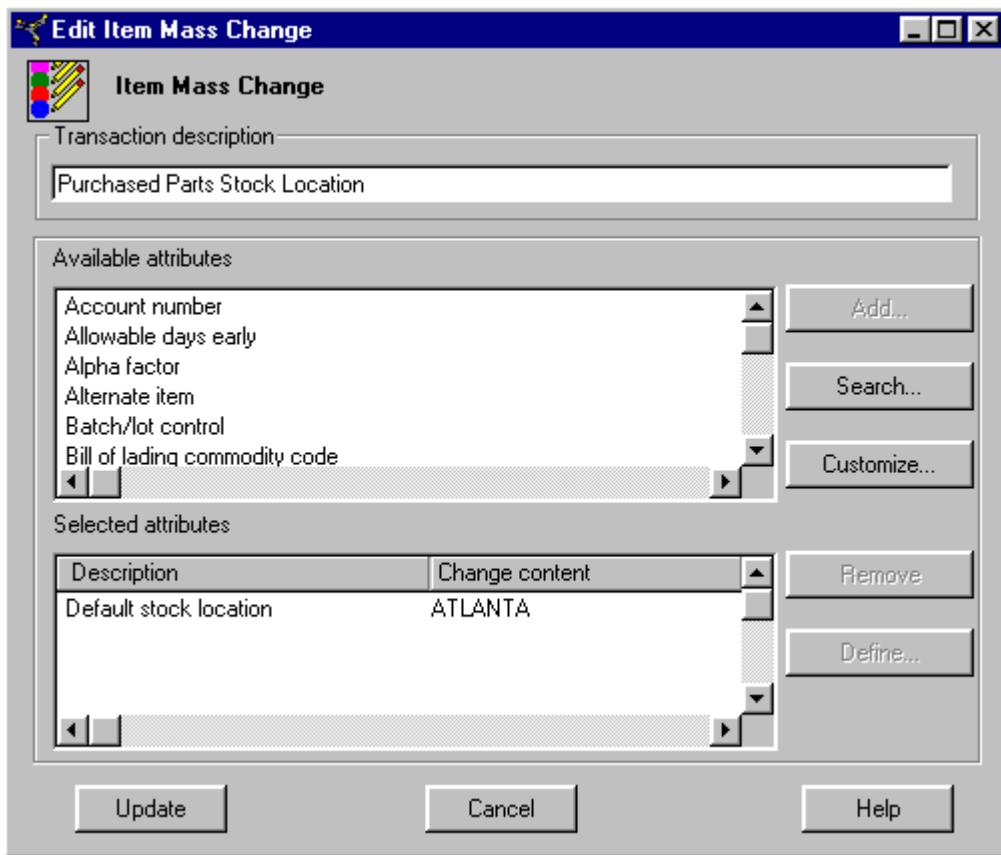 Edit Item Mass Change
Item Mass Change
Transaction description
Purchased Parts Stock Location
Available attributes
Account number
Allowable days early
Alpha factor
Alternate item
Batch/lot control
Bill of lading commodity code
Add...
Search...
Customize...
Selected attributes
Description Change content
Default stock location ATLANTA
Remove
Define...
Update Cancel Help